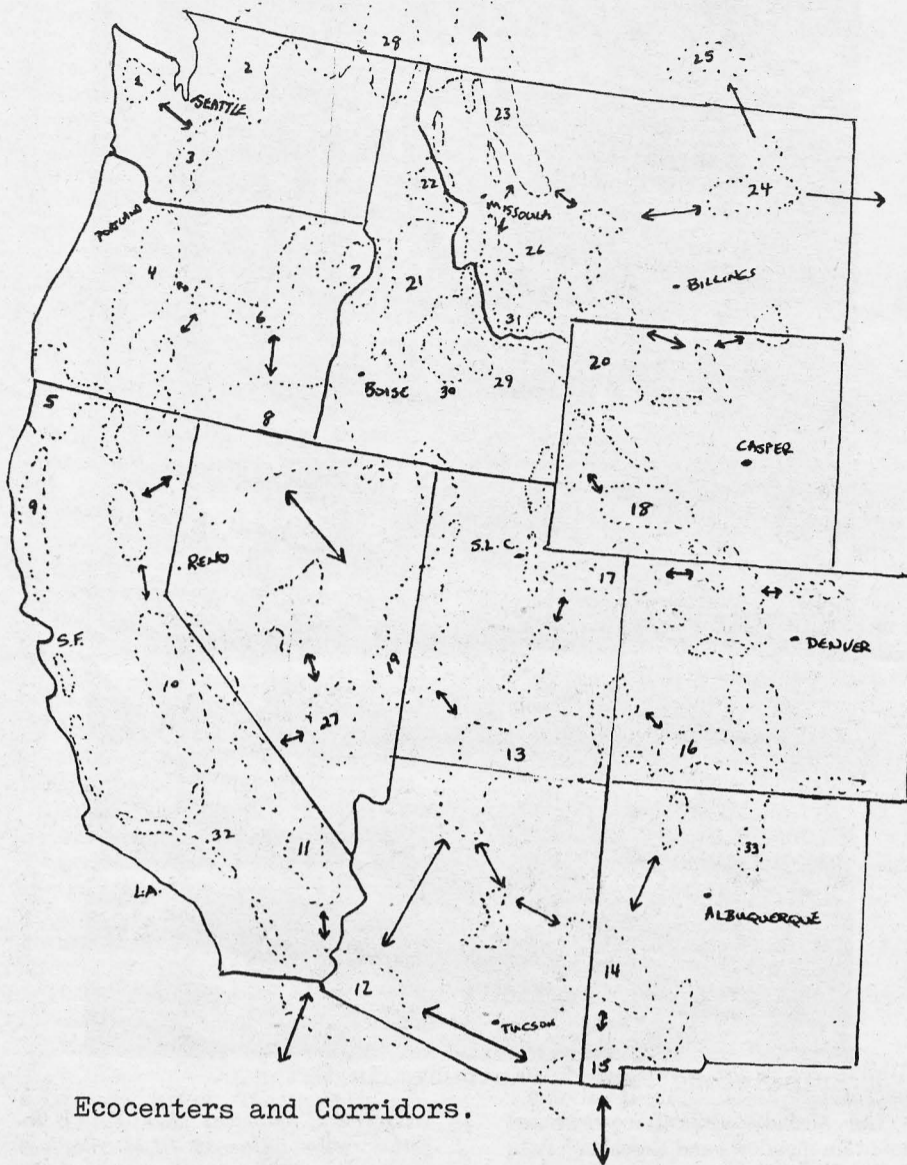 28
25
1
2
SEATTLE
23
3
22
24
MISSOULA
PORTLAND
26
4
7
21
BILLINGS
6
31
20
5
BOISE
30
29
8
CASPER
9
18
S.L.C.
RENO
17
S.F.
DENVER
19
10
27
16
13
32
11
33
L.A.
ALBUQUERQUE
14
12
TUCSON
15
Ecocenters and Corridors.